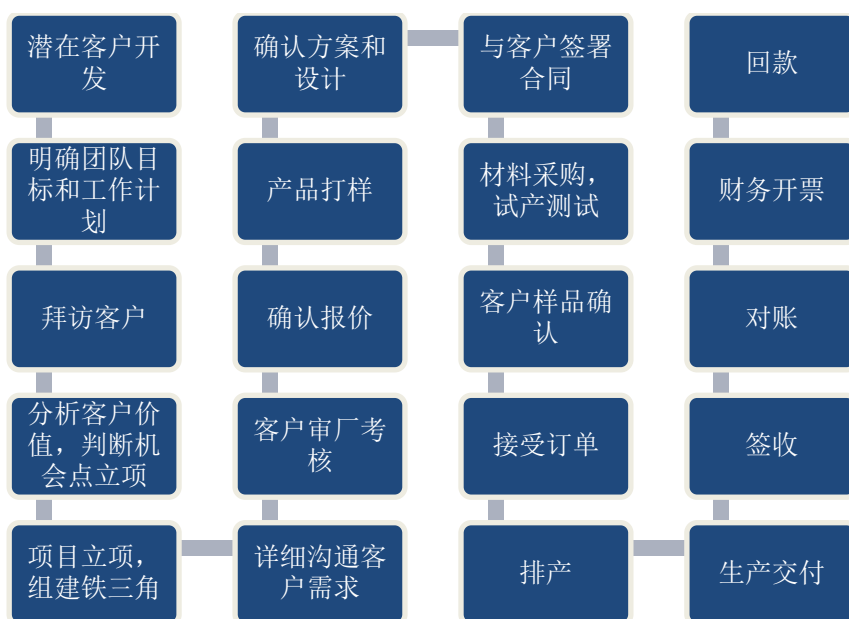 潜在客户开
发
明确团队目
标和工作计
划
拜访客户
分析客户价
值，判断机
会点立项
项目立项，
组建铁三角
详细沟通客
户需求
客户审厂考
核
确认报价
产品打样
确认方案和
设计
与客户签署
合同
材料采购，
试产测试
客户样品确
认
接受订单
排产
生产交付
签收
对账
财务开票
回款